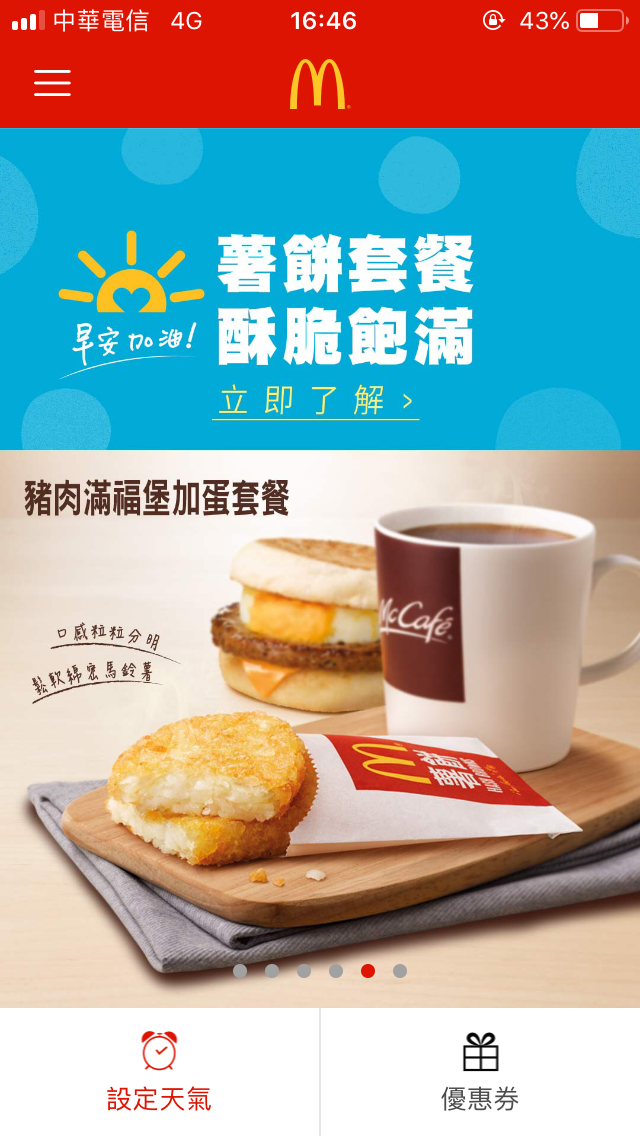 中華電信 4G 16:46 43%
早安加油!
薯餅套餐
酥脆飽滿
立即了解 >
豬肉滿福堡加蛋套餐
口感粒粒分明
鬆軟綿密馬鈴薯
McCafé
薯餅
HASH BROWNS
設定天氣
優惠券